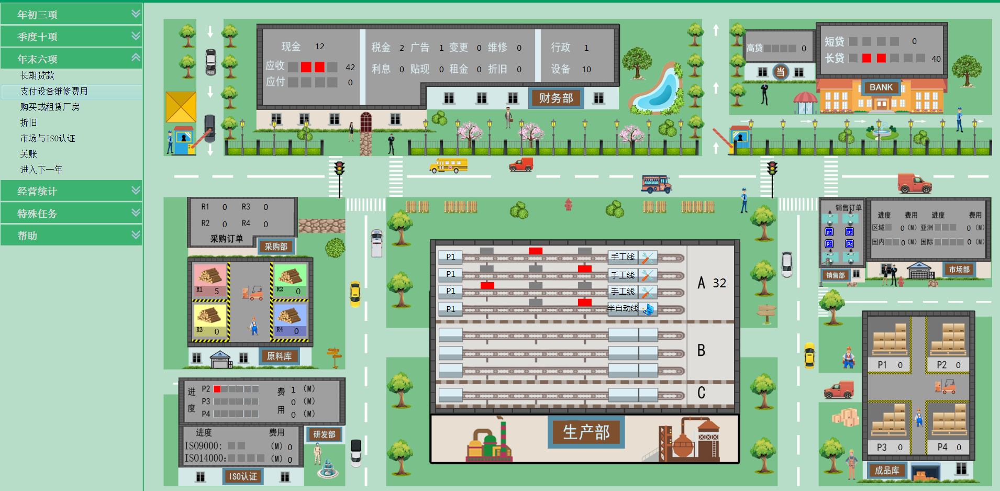 年初三项
季度十项
年末六项
长期贷款
支付设备维修费用
购买或租赁厂房
折旧
市场与ISO认证
关账
进入下一年
经营统计
特殊任务
帮助
现金 12
应收 42
应付 0
税金 2 广告 1 变更 0 维修 0
利息 0 贴现 0 租金 0 折旧 0
行政 1
设备 10
财务部
POLICE
高贷 0
当
短贷 0
长贷 40
BANK
R1 0 R3 0
R2 0 R4 0
采购订单
采购部
R1 5
R2 0
R3 0
R4 0
原料库
进度
P2 费 1 (M)
P3 0 (M)
P4 用 0 (M)
研发部
进度 费用
ISO9000: (M) 0
ISO14000: (M) 0
ISO认证
P1 手工线
P1 手工线
P1 手工线
P1 半自动线
A 32
B
C
生产部
销售订单
P1 P2
P3 P4
销售部
进度 费用 进度 费用
区域 0 (M) 亚洲 0 (M)
国内 0 (M) 国际 0 (M)
市场部
P1 0
P2 0
P3 0
P4 0
成品库